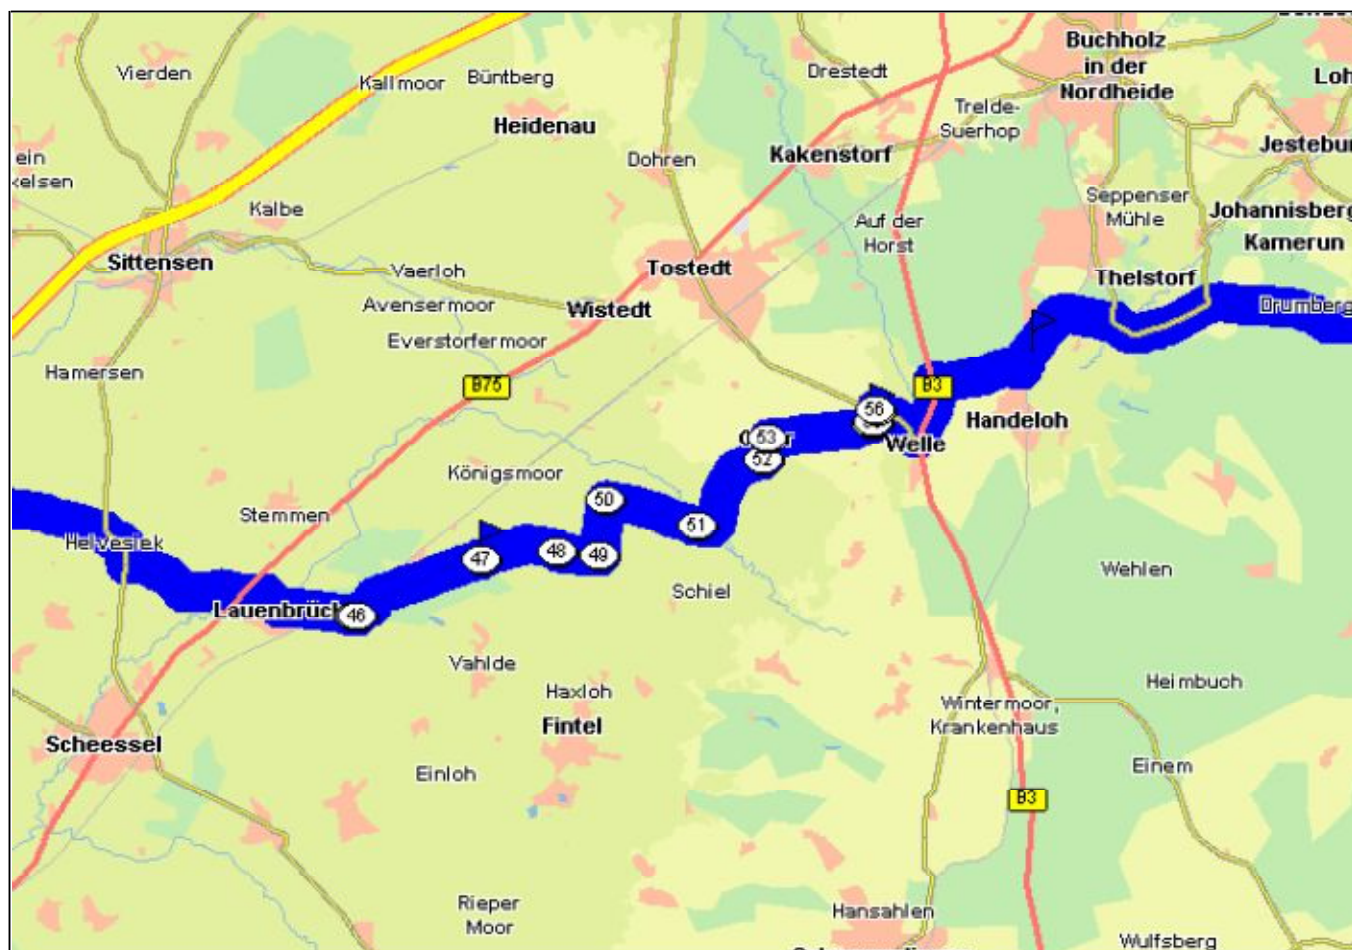 Buchholz
in der
Nordheide
Vierden
Kallmoor
Büntberg
Drestedt
Heidenau
Trelde-
Suerhop
Dohren
Kakenstorf
Kalbe
Seppenser
Mühle
Auf der
Horst
Johannisberg
Kamerun
Sittensen
Vaerloh
Tostedt
Thelstorf
Avensermoor
Wistedt
Drumberg
Everstorfermoor
Hamersen
B75
B3
56
Handeloh
53
Welle
52
Königsmoor
50
Stemmen
51
Helvesiek
47
48
49
Wehlen
Schiel
Lauenbrück
46
Vahlde
Haxloh
Heimbuch
Fintel
Wintermoor,
Krankenhaus
Scheessel
Einloh
Einem
B3
Rieper
Moor
Hansahlen
Wulfsberg